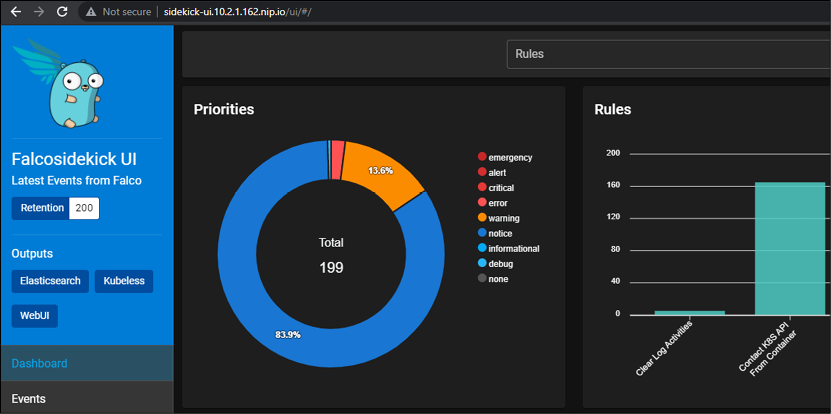 Not secure
sidekick-ui.10.2.1.162.nip.io/ui/#/
Falcosidekick UI
Latest Events from Falco
Retention 200
Outputs
Elasticsearch Kubeless
WebUI
Dashboard
Events
Rules
Priorities
13.6%
Total
199
83.9%
emergency
alert
critical
error
warning
notice
informational
debug
none
Rules
200
160
120
80
40
0
Clear Log Activities
Contact K8S API
From Container